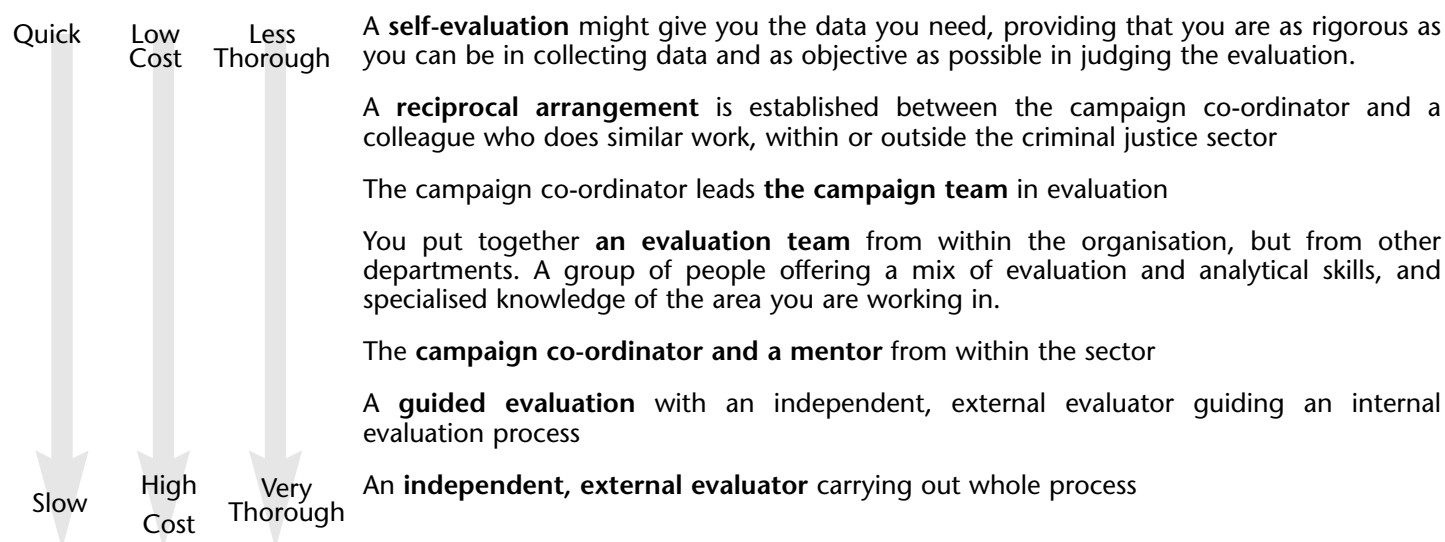 Quick
Low
Cost
Less
Thorough
A self-evaluation might give you the data you need, providing that you are as rigorous as
you can be in collecting data and as objective as possible in judging the evaluation.
A reciprocal arrangement is established between the campaign co-ordinator and a
colleague who does similar work, within or outside the criminal justice sector
The campaign co-ordinator leads the campaign team in evaluation
You put together an evaluation team from within the organisation, but from other
departments. A group of people offering a mix of evaluation and analytical skills, and
specialised knowledge of the area you are working in.
The campaign co-ordinator and a mentor from within the sector
A guided evaluation with an independent, external evaluator guiding an internal
evaluation process
Slow
High
Cost
Very
Thorough
An independent, external evaluator carrying out whole process